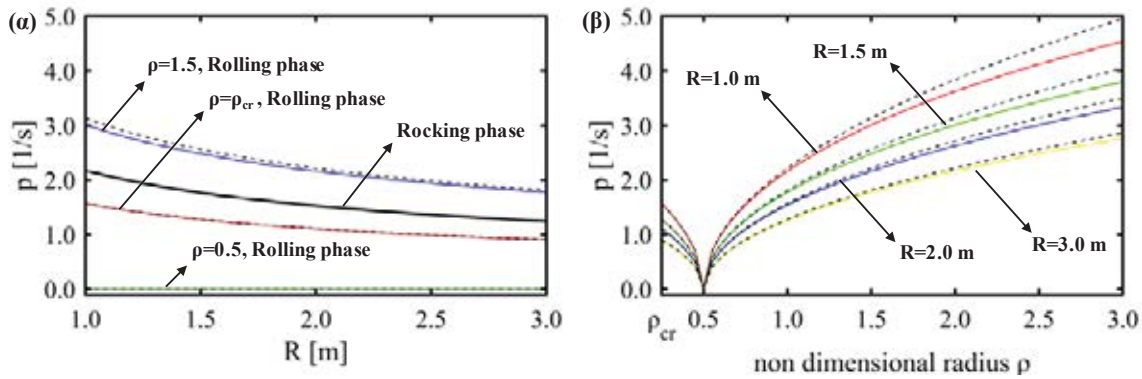 (α)
5.0
4.0
3.0
2.0
1.0
0.0
p [1/s]
ρ=1.5, Rolling phase
ρ=ρcr , Rolling phase
Rocking phase
ρ=0.5, Rolling phase
1.0 1.5 2.0 2.5 3.0
R [m]
(β)
5.0
4.0
3.0
2.0
1.0
0.0
p [1/s]
R=1.0 m
R=1.5 m
R=2.0 m
R=3.0 m
ρcr 0.5 1.0 1.5 2.0 2.5 3.0
non dimensional radius ρ